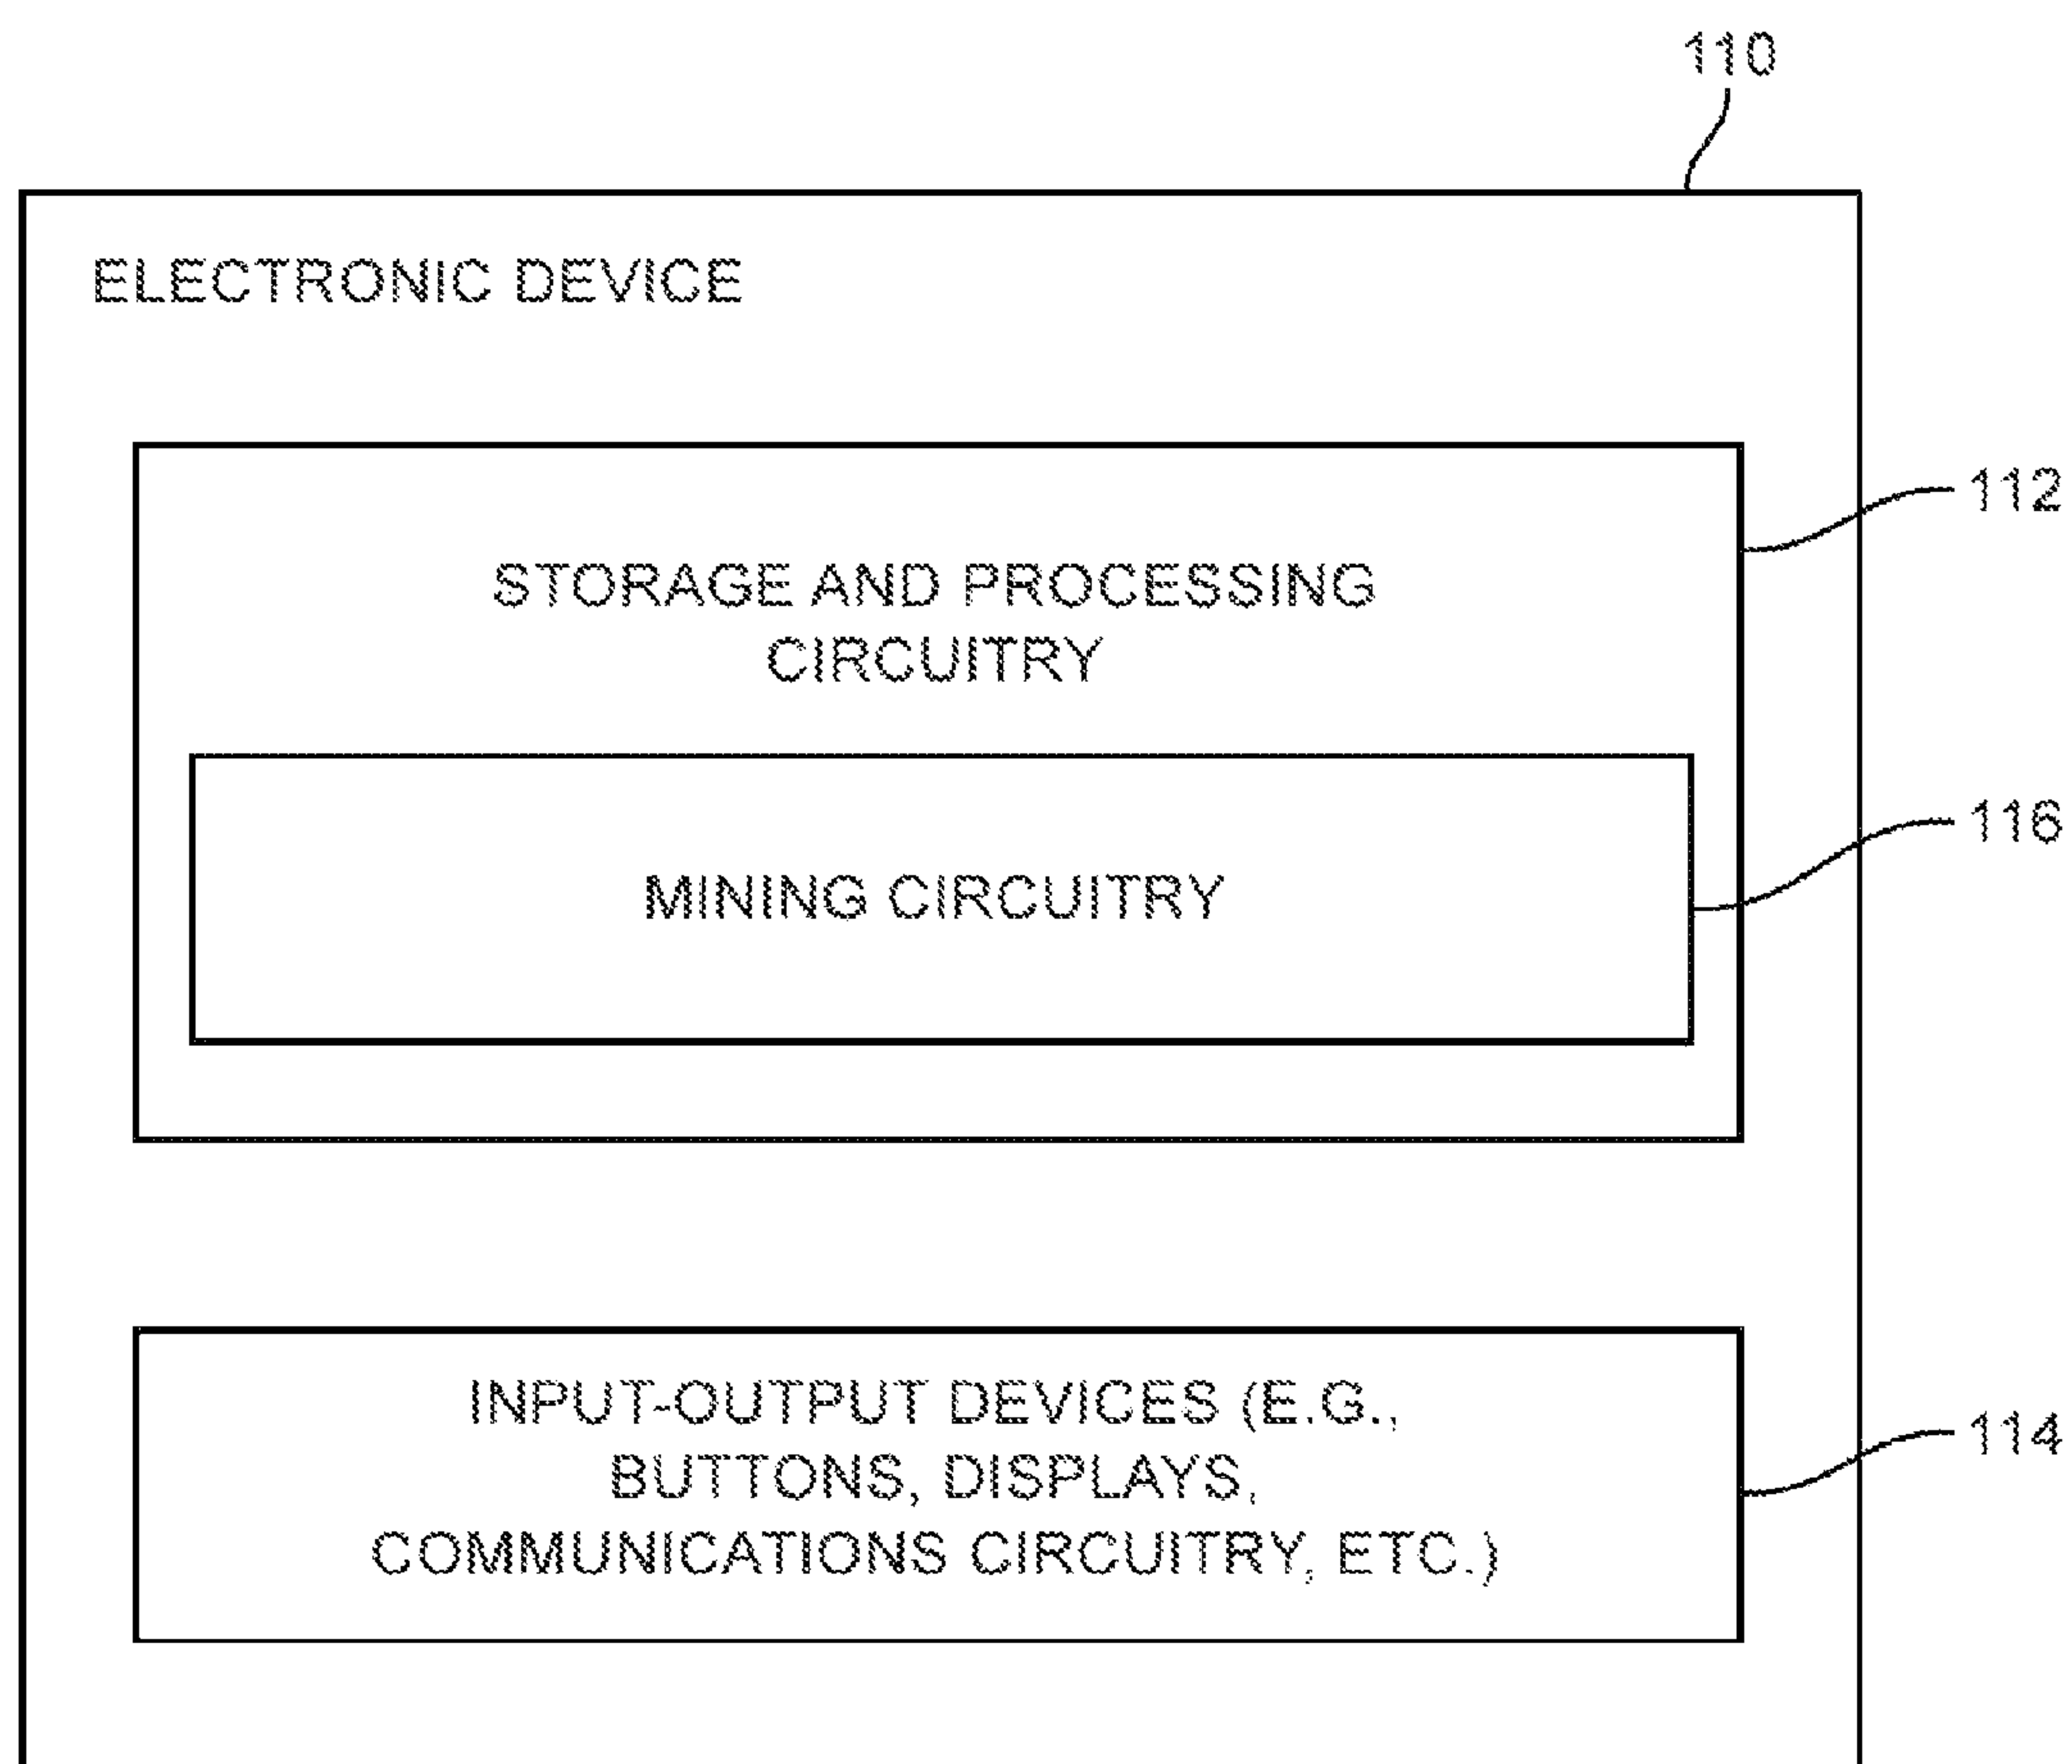 110
ELECTRONIC DEVICE
112
STORAGE AND PROCESSING
CIRCUITRY
116
MINING CIRCUITRY
INPUT-OUTPUT DEVICES (E.G.,
114
BUTTONS, DISPLAYS,
COMMUNICATIONS CIRCUITRY, ETC.)